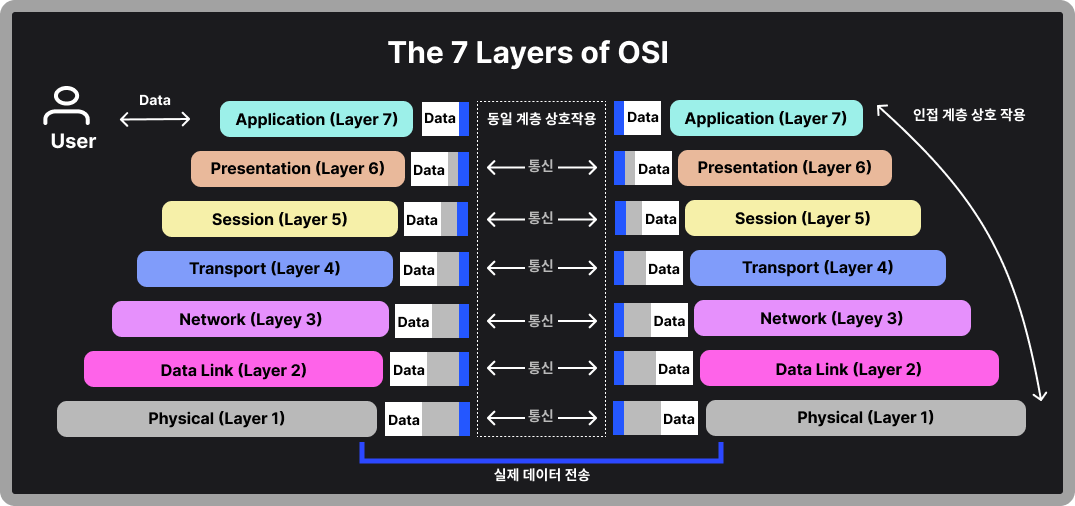 The 7 Layers of OSI
User
Data
Application (Layer 7)
Data
동일 계층 상호작용
Data
Application (Layer 7)
인접 계층 상호 작용
Presentation (Layer 6)
Data
통신
Data
Presentation (Layer 6)
Session (Layer 5)
Data
통신
Data
Session (Layer 5)
Transport (Layer 4)
Data
통신
Data
Transport (Layer 4)
Network (Layey 3)
Data
통신
Data
Network (Layey 3)
Data Link (Layer 2)
Data
통신
Data
Data Link (Layer 2)
Physical (Layer 1)
Data
통신
Data
Physical (Layer 1)
실제 데이터 전송